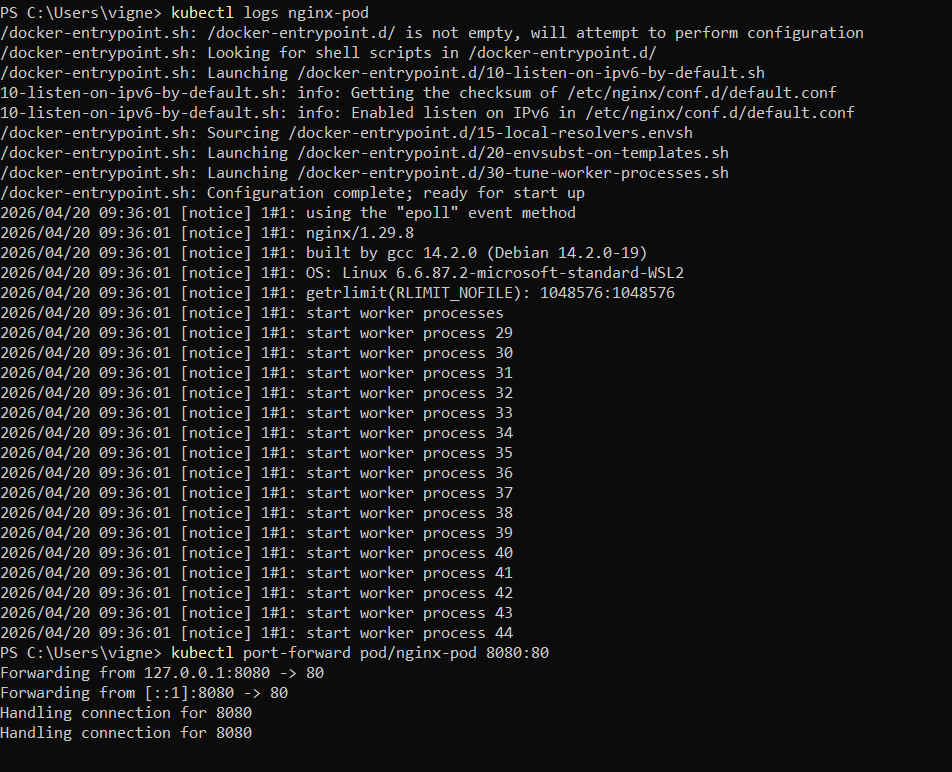 PS C:\Users\vigne> kubectl logs nginx-pod
/docker-entrypoint.sh: /docker-entrypoint.d/ is not empty, will attempt to perform configuration
/docker-entrypoint.sh: Looking for shell scripts in /docker-entrypoint.d/
/docker-entrypoint.sh: Launching /docker-entrypoint.d/10-listen-on-ipv6-by-default.sh
10-listen-on-ipv6-by-default.sh: info: Getting the checksum of /etc/nginx/conf.d/default.conf
10-listen-on-ipv6-by-default.sh: info: Enabled listen on IPv6 in /etc/nginx/conf.d/default.conf
/docker-entrypoint.sh: Sourcing /docker-entrypoint.d/15-local-resolvers.envsh
/docker-entrypoint.sh: Launching /docker-entrypoint.d/20-envsubst-on-templates.sh
/docker-entrypoint.sh: Launching /docker-entrypoint.d/30-tune-worker-processes.sh
/docker-entrypoint.sh: Configuration complete; ready for start up
2026/04/20 09:36:01 [notice] 1#1: using the "epoll" event method
2026/04/20 09:36:01 [notice] 1#1: nginx/1.29.8
2026/04/20 09:36:01 [notice] 1#1: built by gcc 14.2.0 (Debian 14.2.0-19)
2026/04/20 09:36:01 [notice] 1#1: OS: Linux 6.6.87.2-microsoft-standard-WSL2
2026/04/20 09:36:01 [notice] 1#1: getrlimit(RLIMIT_NOFILE): 1048576:1048576
2026/04/20 09:36:01 [notice] 1#1: start worker processes
2026/04/20 09:36:01 [notice] 1#1: start worker process 29
2026/04/20 09:36:01 [notice] 1#1: start worker process 30
2026/04/20 09:36:01 [notice] 1#1: start worker process 31
2026/04/20 09:36:01 [notice] 1#1: start worker process 32
2026/04/20 09:36:01 [notice] 1#1: start worker process 33
2026/04/20 09:36:01 [notice] 1#1: start worker process 34
2026/04/20 09:36:01 [notice] 1#1: start worker process 35
2026/04/20 09:36:01 [notice] 1#1: start worker process 36
2026/04/20 09:36:01 [notice] 1#1: start worker process 37
2026/04/20 09:36:01 [notice] 1#1: start worker process 38
2026/04/20 09:36:01 [notice] 1#1: start worker process 39
2026/04/20 09:36:01 [notice] 1#1: start worker process 40
2026/04/20 09:36:01 [notice] 1#1: start worker process 41
2026/04/20 09:36:01 [notice] 1#1: start worker process 42
2026/04/20 09:36:01 [notice] 1#1: start worker process 43
2026/04/20 09:36:01 [notice] 1#1: start worker process 44
PS C:\Users\vigne> kubectl port-forward pod/nginx-pod 8080:80
Forwarding from 127.0.0.1:8080 -> 80
Forwarding from [::1]:8080 -> 80
Handling connection for 8080
Handling connection for 8080